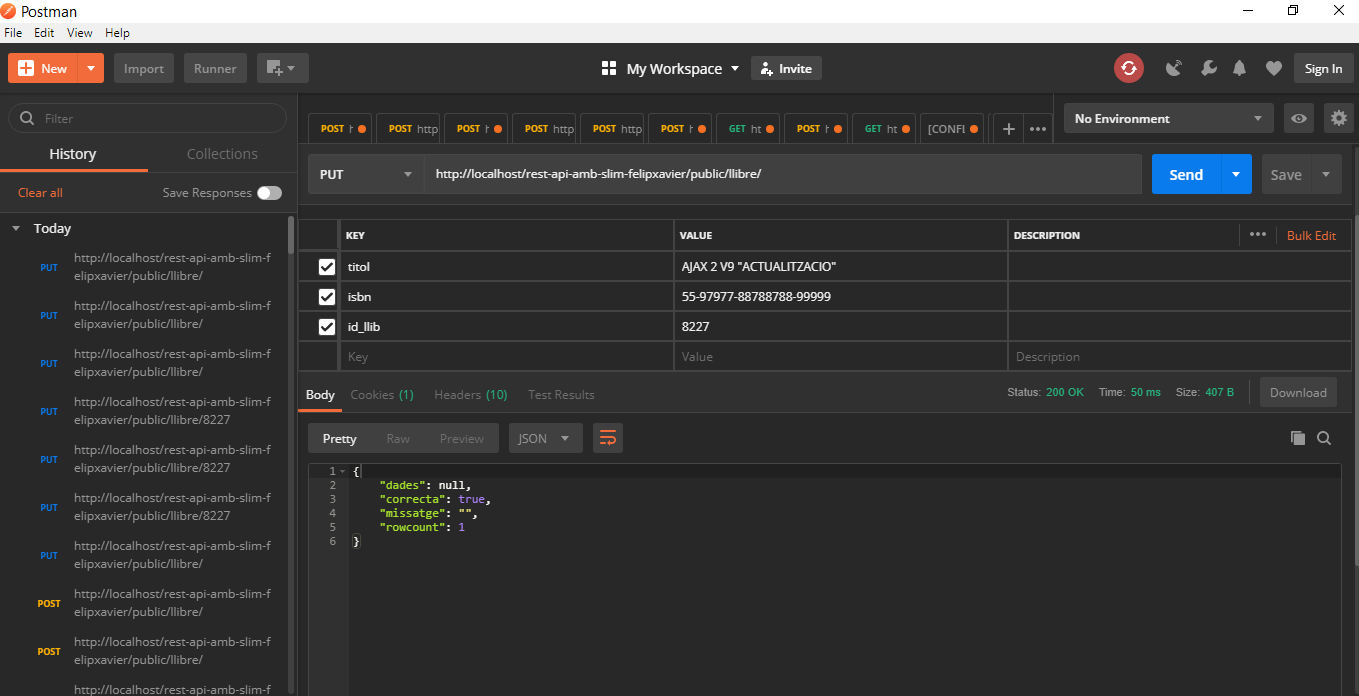 Postman
File Edit View Help
New Import Runner My Workspace Invite Sign In
Filter
History Collections
Clear all Save Responses
Today
PUT http://localhost/rest-api-amb-slim-f
elipxavier/public/llibre/
PUT http://localhost/rest-api-amb-slim-f
elipxavier/public/llibre/
PUT http://localhost/rest-api-amb-slim-f
elipxavier/public/llibre/
PUT http://localhost/rest-api-amb-slim-f
elipxavier/public/llibre/8227
PUT http://localhost/rest-api-amb-slim-f
elipxavier/public/llibre/8227
PUT http://localhost/rest-api-amb-slim-f
elipxavier/public/llibre/8227
PUT http://localhost/rest-api-amb-slim-f
elipxavier/public/llibre/
POST http://localhost/rest-api-amb-slim-f
elipxavier/public/llibre/
POST http://localhost/rest-api-amb-slim-f
elipxavier/public/llibre/
http://localhost/rest-api-amb-slim-f
POST POST http POST POST http POST http POST GET ht POST GET ht [CONFL
No Environment
PUT http://localhost/rest-api-amb-slim-felipxavier/public/llibre/ Send Save
KEY VALUE DESCRIPTION Bulk Edit
titol AJAX 2 V9 "ACTUALITZACIO"
isbn 55-97977-88788788-99999
id_llib 8227
Key Value Description
Body Cookies (1) Headers (10) Test Results Status: 200 OK Time: 50 ms Size: 407 B Download
Pretty Raw Preview JSON
1 {
2 "dades": null,
3 "correcta": true,
4 "missatge": "",
5 "rowcount": 1
6 }